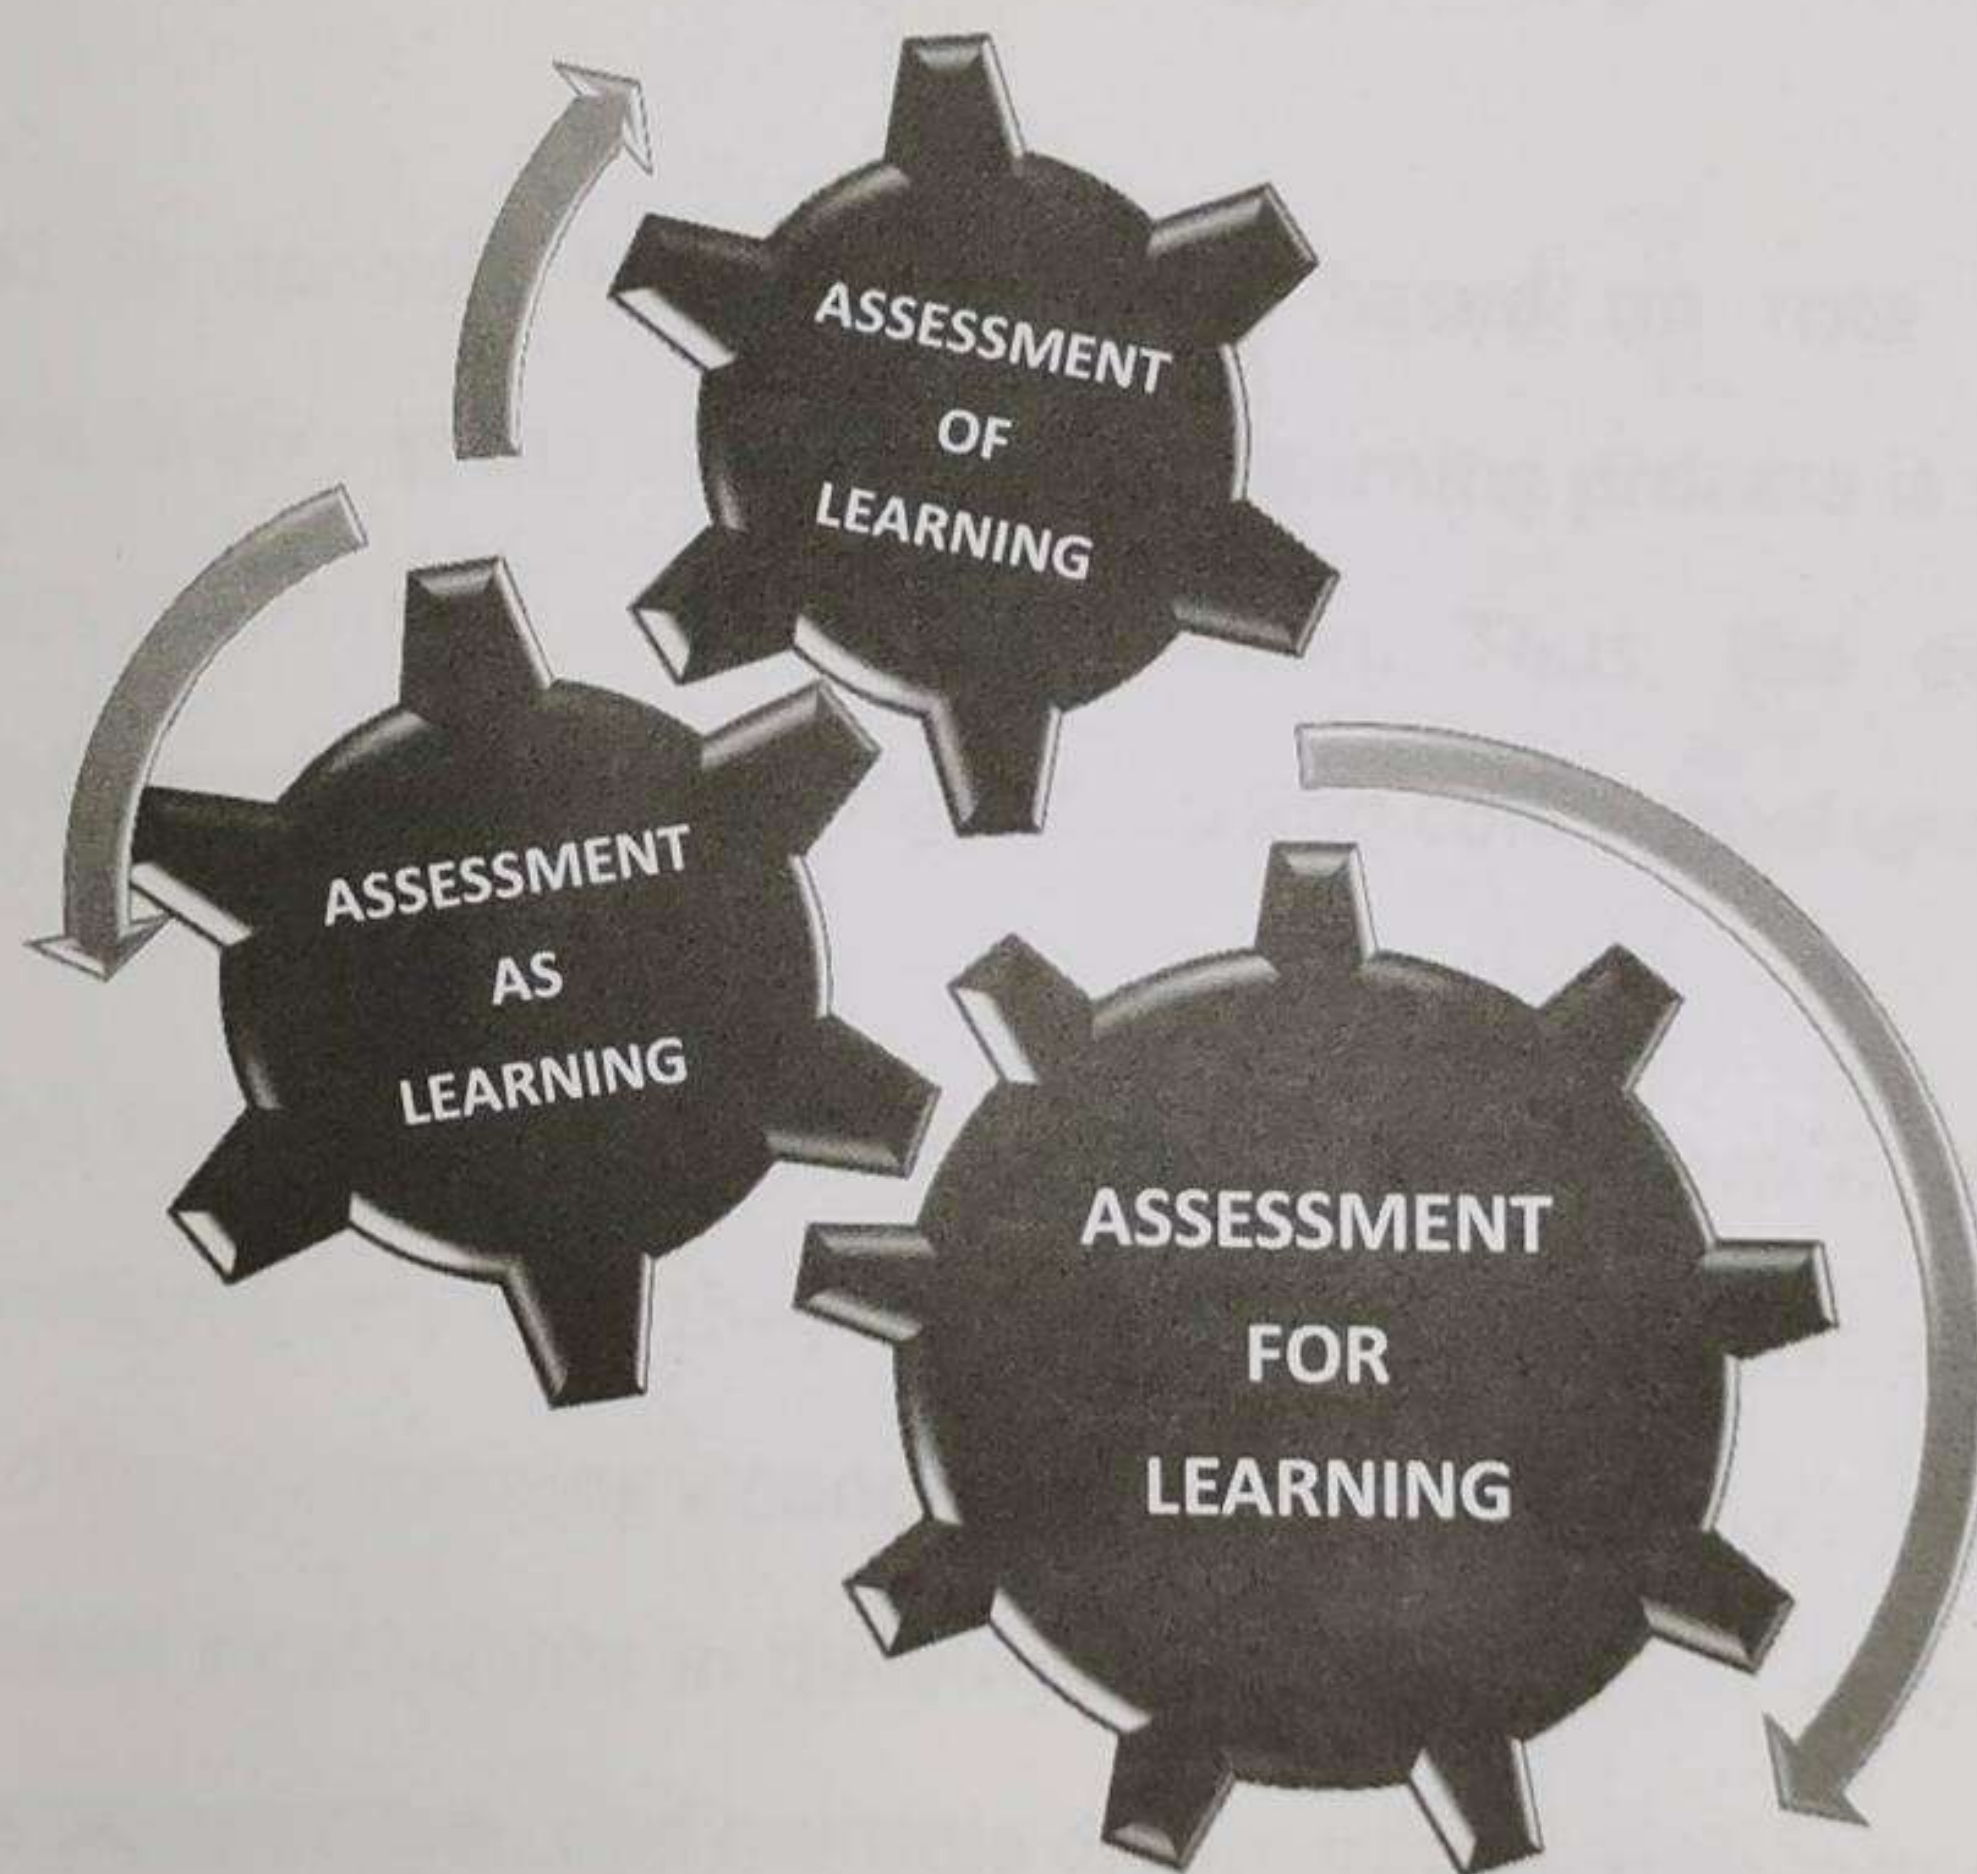 ASSESSMENT
OF
LEARNING
ASSESSMENT
AS
LEARNING
ASSESSMENT
FOR
LEARNING